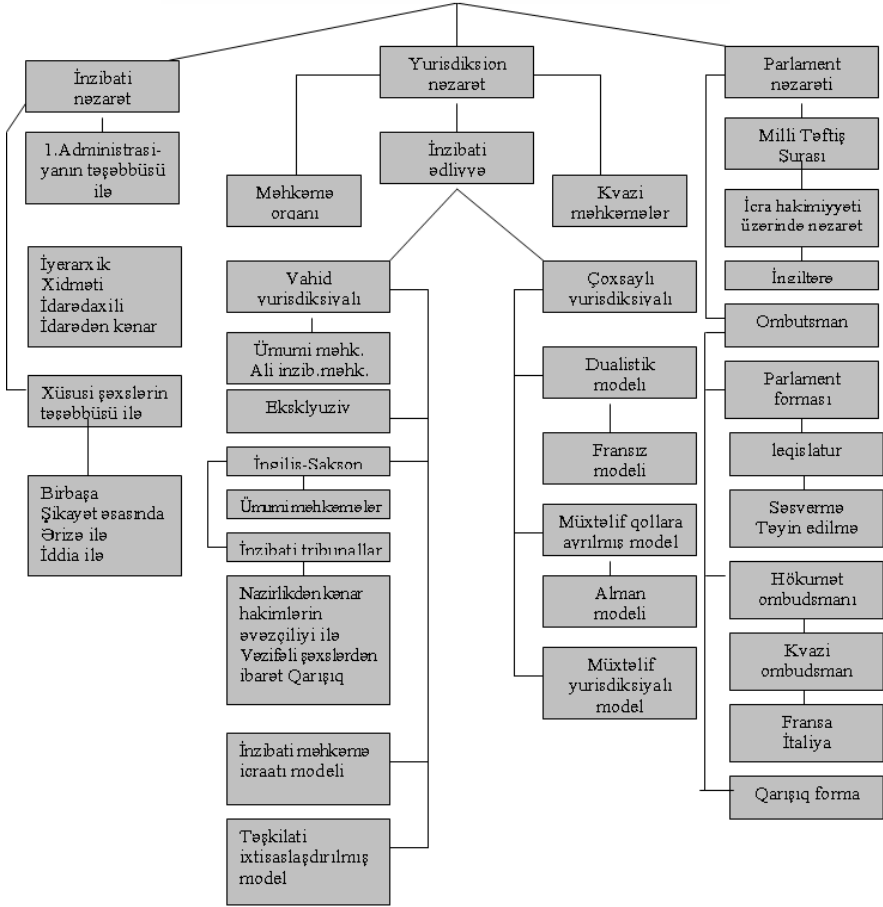 İnzibati
nəzarət
1.Administrasi-
yanın təşəbbüsü
ilə
İyerarxik
Xidməti
İdarədaxili
İdarədən kənar
Xüsusi şəxslərin
təşəbbüsü ilə
Birbaşa
Şikayət əsasında
Ərizə ilə
İddia ilə
Yurisdiksion
nəzarət
İnzibati
ədliyyə
Məhkəmə
orqanı
Kvazi
məhkəmələr
Vahid
yurisdiksiyalı
Ümumi məhk.
Ali inzib.məhk.
Eksklyuziv
İngilis-Sakson
Ümumi məhkəmələr
İnzibati tribunallar
Nazirlikdən kənar
hakimlərin
əvəzçiliyi ilə
Vəzifəli şəxslərdən
ibarət Qarışıq
İnzibati məhkəmə
icraatı modeli
Təşkilati
ixtisaslaşdırılmış
model
Çoxsaylı
yurisdiksiyalı
Dualistik
modelı
Fransız
modeli
Müxtəlif qollara
ayrılmış model
Alman
modeli
Müxtəlif
yurisdiksiyalı
model
Parlament
nəzarəti
Milli Təftiş
Şurası
İcra hakimiyyəti
üzərində nəzarət
İngiltərə
Ombutsman
Parlament
forması
leqislatur
Səsvermə
Təyin edilmə
Hökumət
ombudsmanı
Kvazi
ombudsman
Fransa
İtaliya
Qarışıq forma